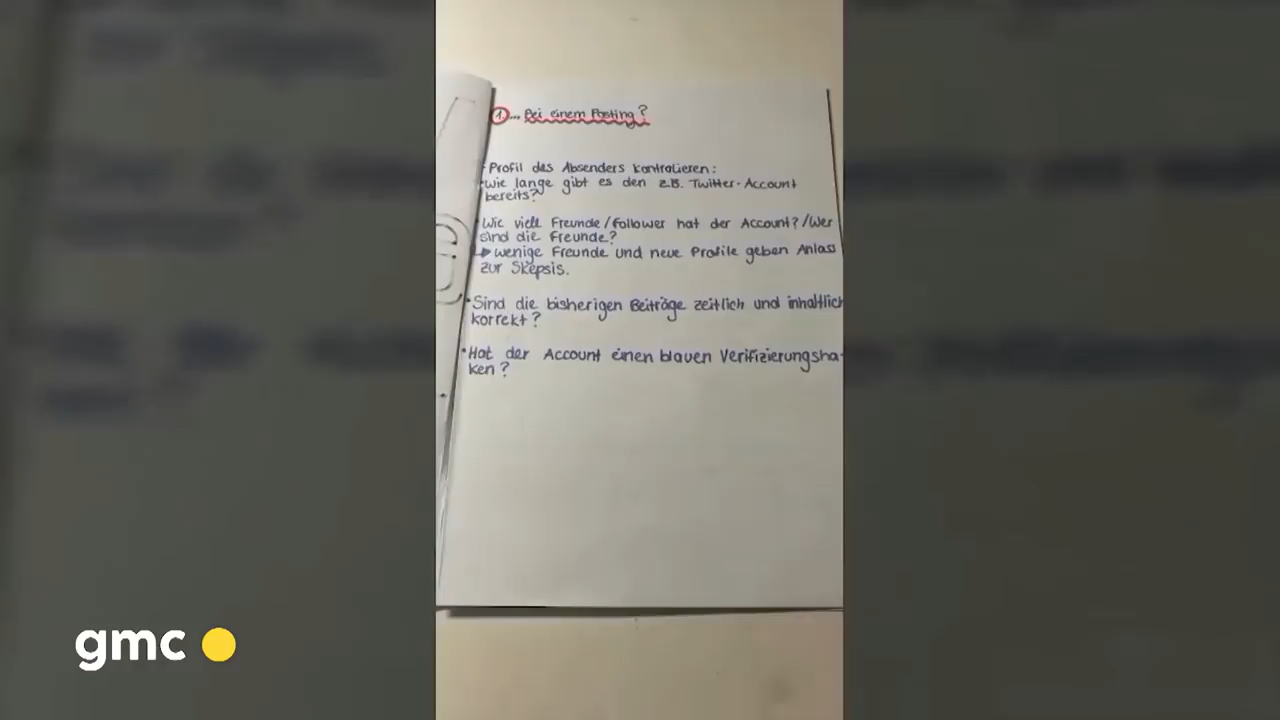 1. ... Bei einem Posting?
Profil des Absenders kontrolieren:
wie lange gibt es den z.B. Twitter-Account
bereits?
Wie viele Freunde/Follower hat der Account?/Wer
sind die Freunde?
wenige Freunde und neue Profile geben Anlass
zur Skepsis.
• Sind die bisherigen Beiträge zeitlich und inhaltlich
korrekt?
• Hat der Account einen blauen Verifizierungsha-
ken?
gmc